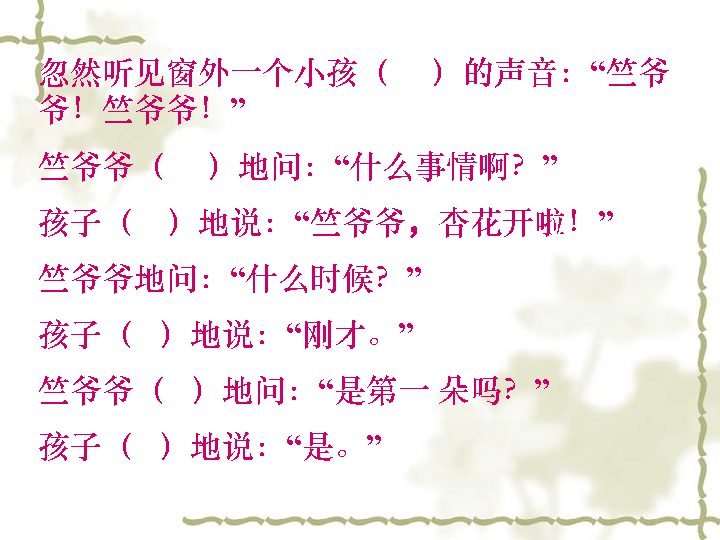 忽然听见窗外一个小孩（　）的声音：“竺爷
爷！竺爷爷！”
竺爷爷（　）地问：“什么事情啊？”
孩子（　）地说：“竺爷爷，杏花开啦！”
竺爷爷地问：“什么时候？”
孩子（　）地说：“刚才。”
竺爷爷（　）地问：“是第一 朵吗？”
孩子（　）地说：“是。”